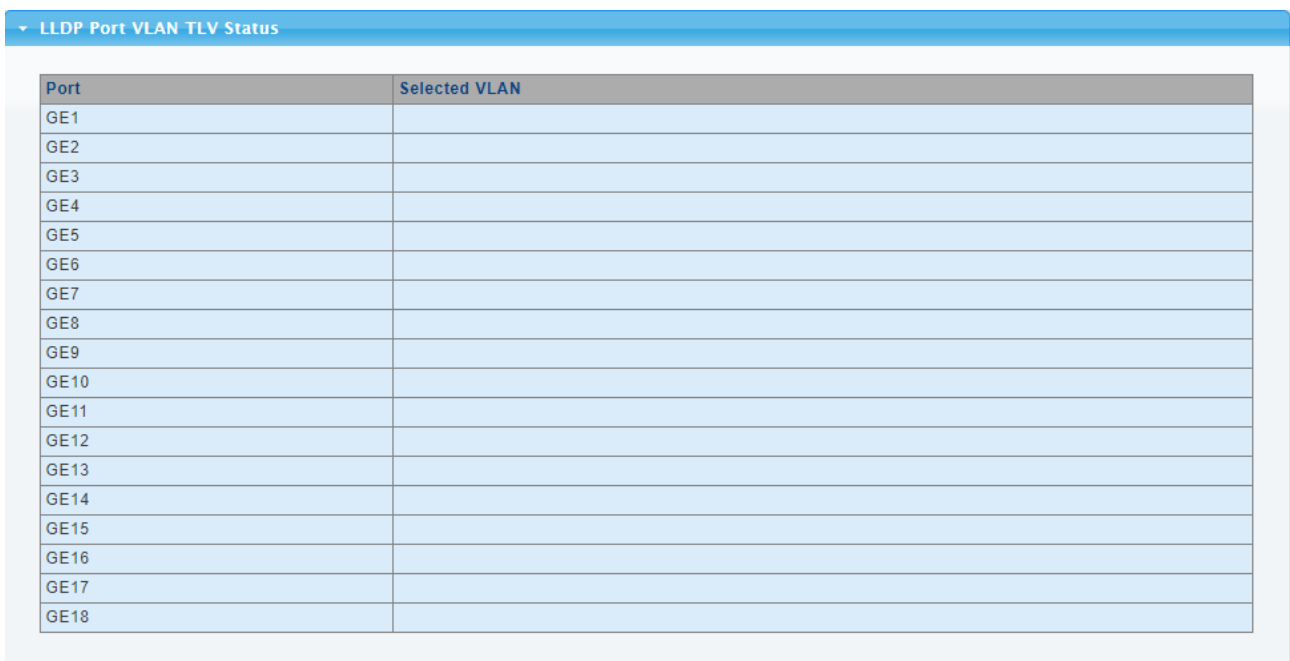 LLDP Port VLAN TLV Status
Port Selected VLAN
GE1
GE2
GE3
GE4
GE5
GE6
GE7
GE8
GE9
GE10
GE11
GE12
GE13
GE14
GE15
GE16
GE17
GE18